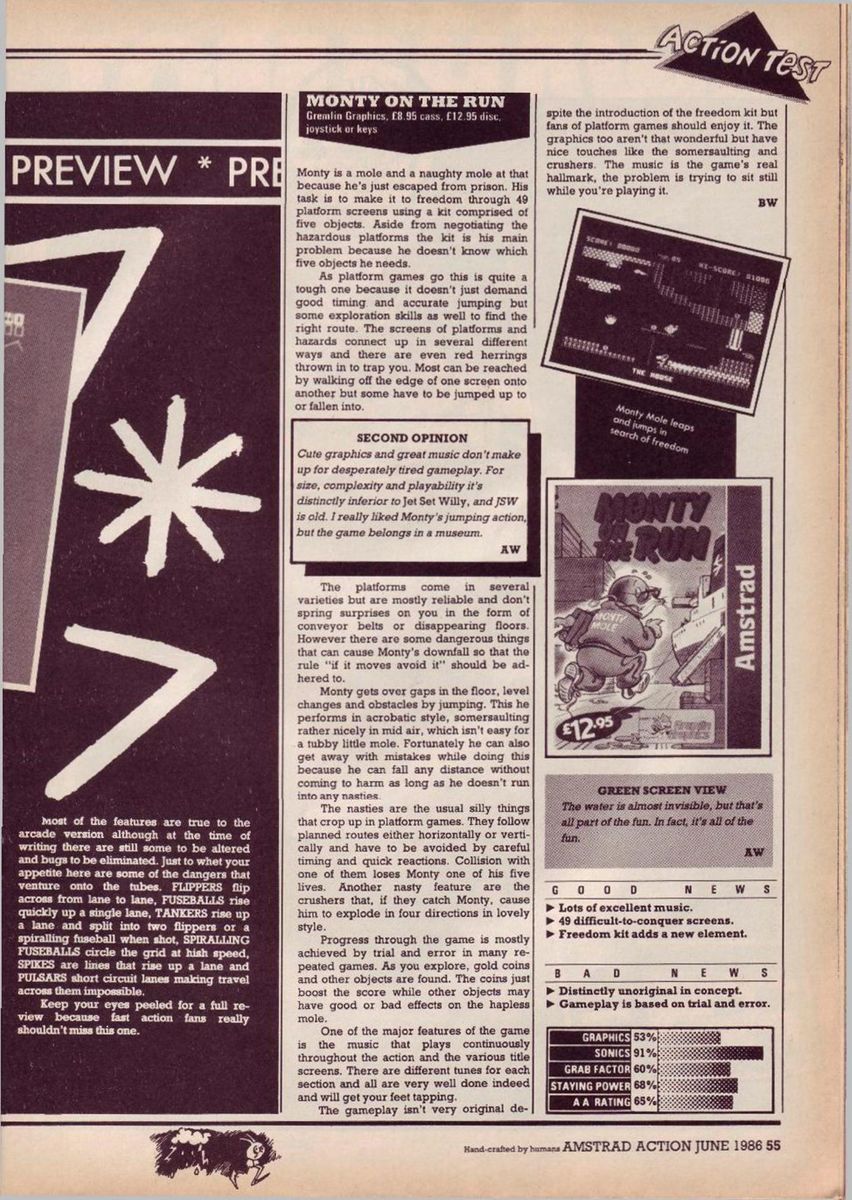 ACTION TEST
PREVIEW * PRE
Most of the features are true to the
arcade version although at the time of
writing there are still some to be altered
and bugs to be eliminated. Just to whet your
appetite here are some of the dangers that
venture onto the tubes. FLIPPERS flip
across from lane to lane, FUSEBALLS rise
quickly up a single lane, TANKERS rise up
a lane and split into two flippers or a
spiralling fuseball when shot, SPIRALLING
FUSEBALLS circle the grid at high speed,
SPIKES are lines that rise up a lane and
PULSARS short circuit lanes making travel
across them impossible.
Keep your eyes peeled for a full re-
view because fast action fans really
shouldn't miss this one.
MONTY ON THE RUN
Gremlin Graphics, £8.95 cass, £12.95 disc,
joystick or keys
Monty is a mole and a naughty mole at that
because he's just escaped from prison. His
task is to make it to freedom through 49
platform screens using a kit comprised of
five objects. Aside from negotiating the
hazardous platforms the kit is his main
problem because he doesn't know which
five objects he needs.
As platform games go this is quite a
tough one because it doesn't just demand
good timing and accurate jumping but
some exploration skills as well to find the
right route. The screens of platforms and
hazards connect up in several different
ways and there are even red herrings
thrown in to trap you. Most can be reached
by walking off the edge of one screen onto
another but some have to be jumped up to
or fallen into.
SECOND OPINION
Cute graphics and great music don't make
up for desperately tired gameplay. For
size, complexity and playability it's
distinctly inferior to Jet Set Willy, and JSW
is old. I really liked Monty's jumping action,
but the game belongs in a museum.
AW
The platforms come in several
varieties but are mostly reliable and don't
spring surprises on you in the form of
conveyor belts or disappearing floors.
However there are some dangerous things
that can cause Monty's downfall so that the
rule "if it moves avoid it" should be ad-
hered to.
Monty gets over gaps in the floor, level
changes and obstacles by jumping. This he
performs in acrobatic style, somersaulting
rather nicely in mid air, which isn't easy for
a tubby little mole. Fortunately he can also
get away with mistakes while doing this
because he can fall any distance without
coming to harm as long as he doesn't run
into any nasties.
The nasties are the usual silly things
that crop up in platform games. They follow
planned routes either horizontally or verti-
cally and have to be avoided by careful
timing and quick reactions. Collision with
one of them loses Monty one of his five
lives. Another nasty feature are the
crushers that, if they catch Monty, cause
him to explode in four directions in lovely
style.
Progress through the game is mostly
achieved by trial and error in many re-
peated games. As you explore, gold coins
and other objects are found. The coins just
boost the score while other objects may
have good or bad effects on the hapless
mole.
One of the major features of the game
is the music that plays continuously
throughout the action and the various title
screens. There are different tunes for each
section and all are very well done indeed
and will get your feet tapping.
The gameplay isn't very original de-
spite the introduction of the freedom kit but
fans of platform games should enjoy it. The
graphics too aren't that wonderful but have
nice touches like the somersaulting and
crushers. The music is the game's real
hallmark, the problem is trying to sit still
while you're playing it.
BW
SCORE: 00000
05
HI-SCORE: 01086
THE HOUSE
Monty Mole leaps
and jumps in
search of freedom
MONTY
ON
THE RUN
MONTY
MOLE
Amstrad
£12.95
Gremlin
Graphics
GREEN SCREEN VIEW
The water is almost invisible, but that's
all part of the fun. In fact, it's all of the
fun.
AW
GOOD NEWS
► Lots of excellent music.
► 49 difficult-to-conquer screens.
► Freedom kit adds a new element.
BAD NEWS
► Distinctly unoriginal in concept.
► Gameplay is based on trial and error.
GRAPHICS 53%
SONICS 91%
GRAB FACTOR 60%
STAYING POWER 68%
A A RATING 65%
Hand-crafted by humans AMSTRAD ACTION JUNE 1986 55